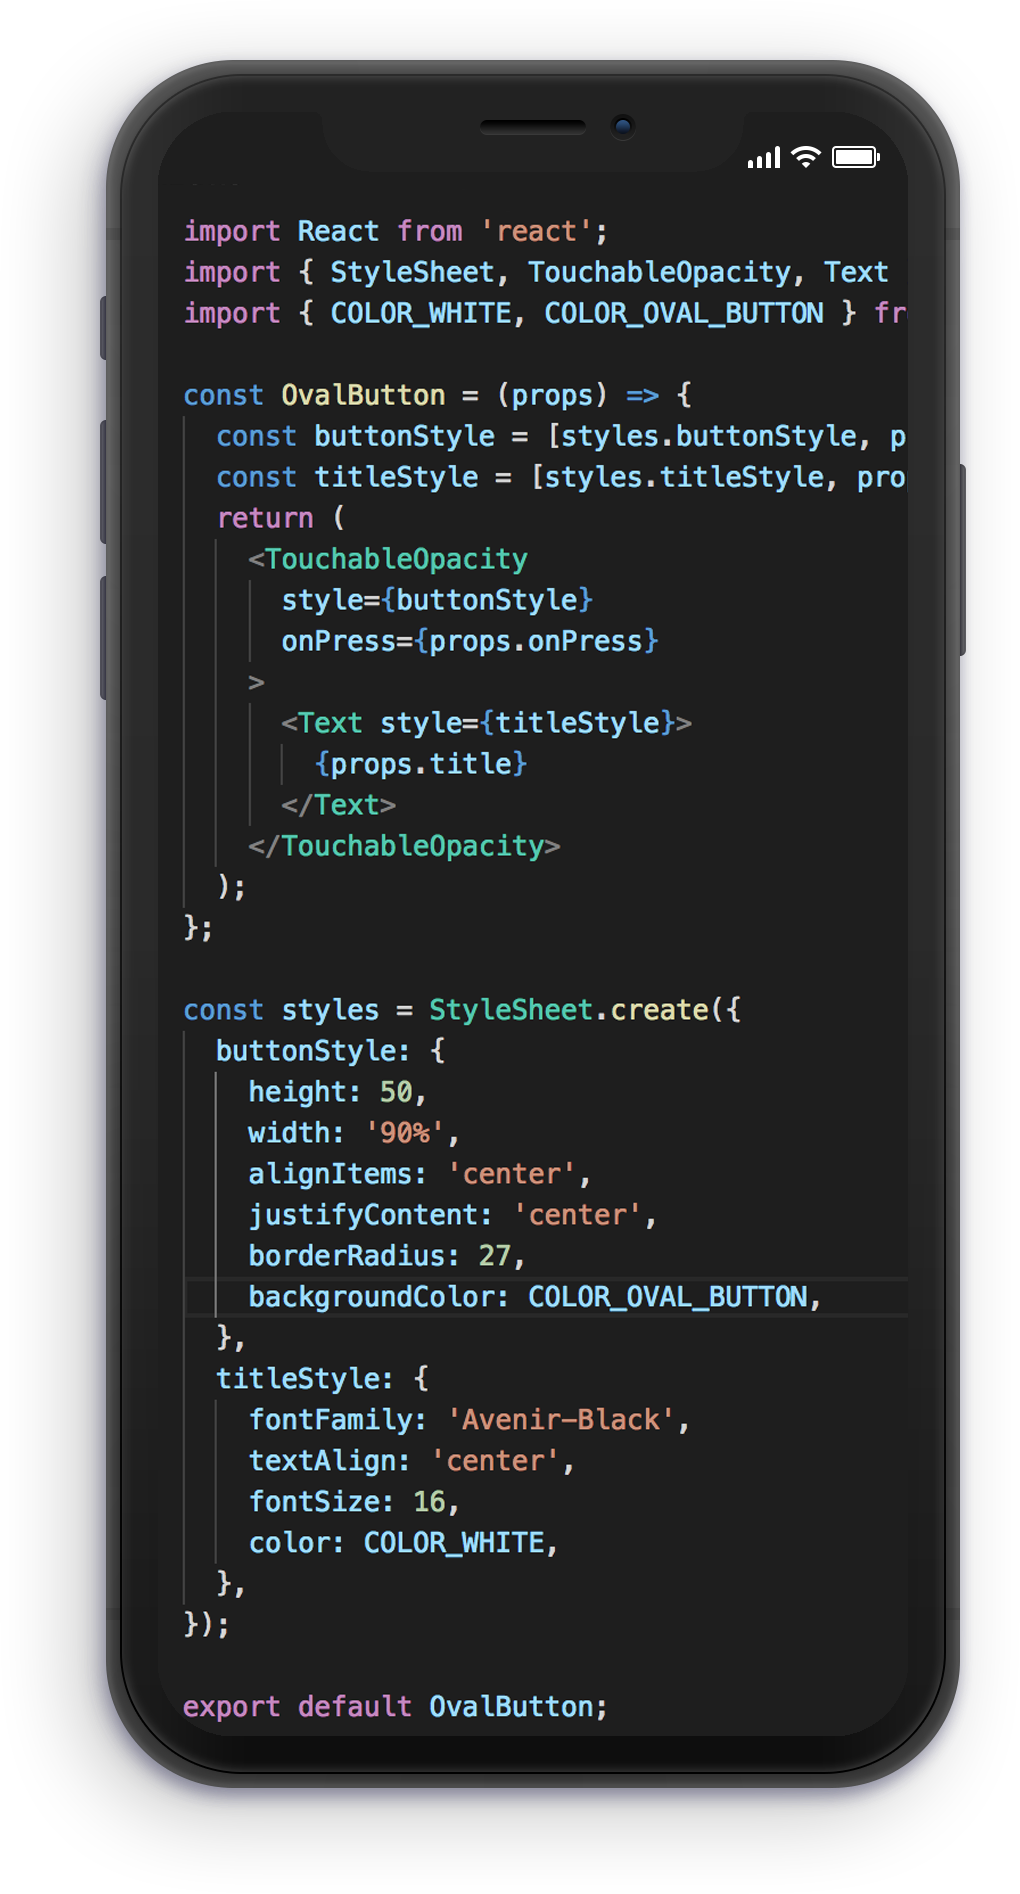 import React from 'react';
import { StyleSheet, TouchableOpacity, Text
import { COLOR_WHITE, COLOR_OVAL_BUTTON }
const OvalButton = (props) => {
const buttonStyle = [styles.buttonStyle,
const titleStyle = [styles.titleStyle,
return (
<TouchableOpacity
style={buttonStyle}
onPress={props.onPress}
>
<Text style={titleStyle}>
{props.title}
</Text>
</TouchableOpacity>
);
};
const styles = StyleSheet.create({
buttonStyle: {
height: 50,
width: '90%',
alignItems: 'center',
justifyContent: 'center',
borderRadius: 27,
backgroundColor: COLOR_OVAL_BUTTON,
},
titleStyle: {
fontFamily: 'Avenir-Black',
textAlign: 'center',
fontSize: 16,
color: COLOR_WHITE,
},
});
export default OvalButton;